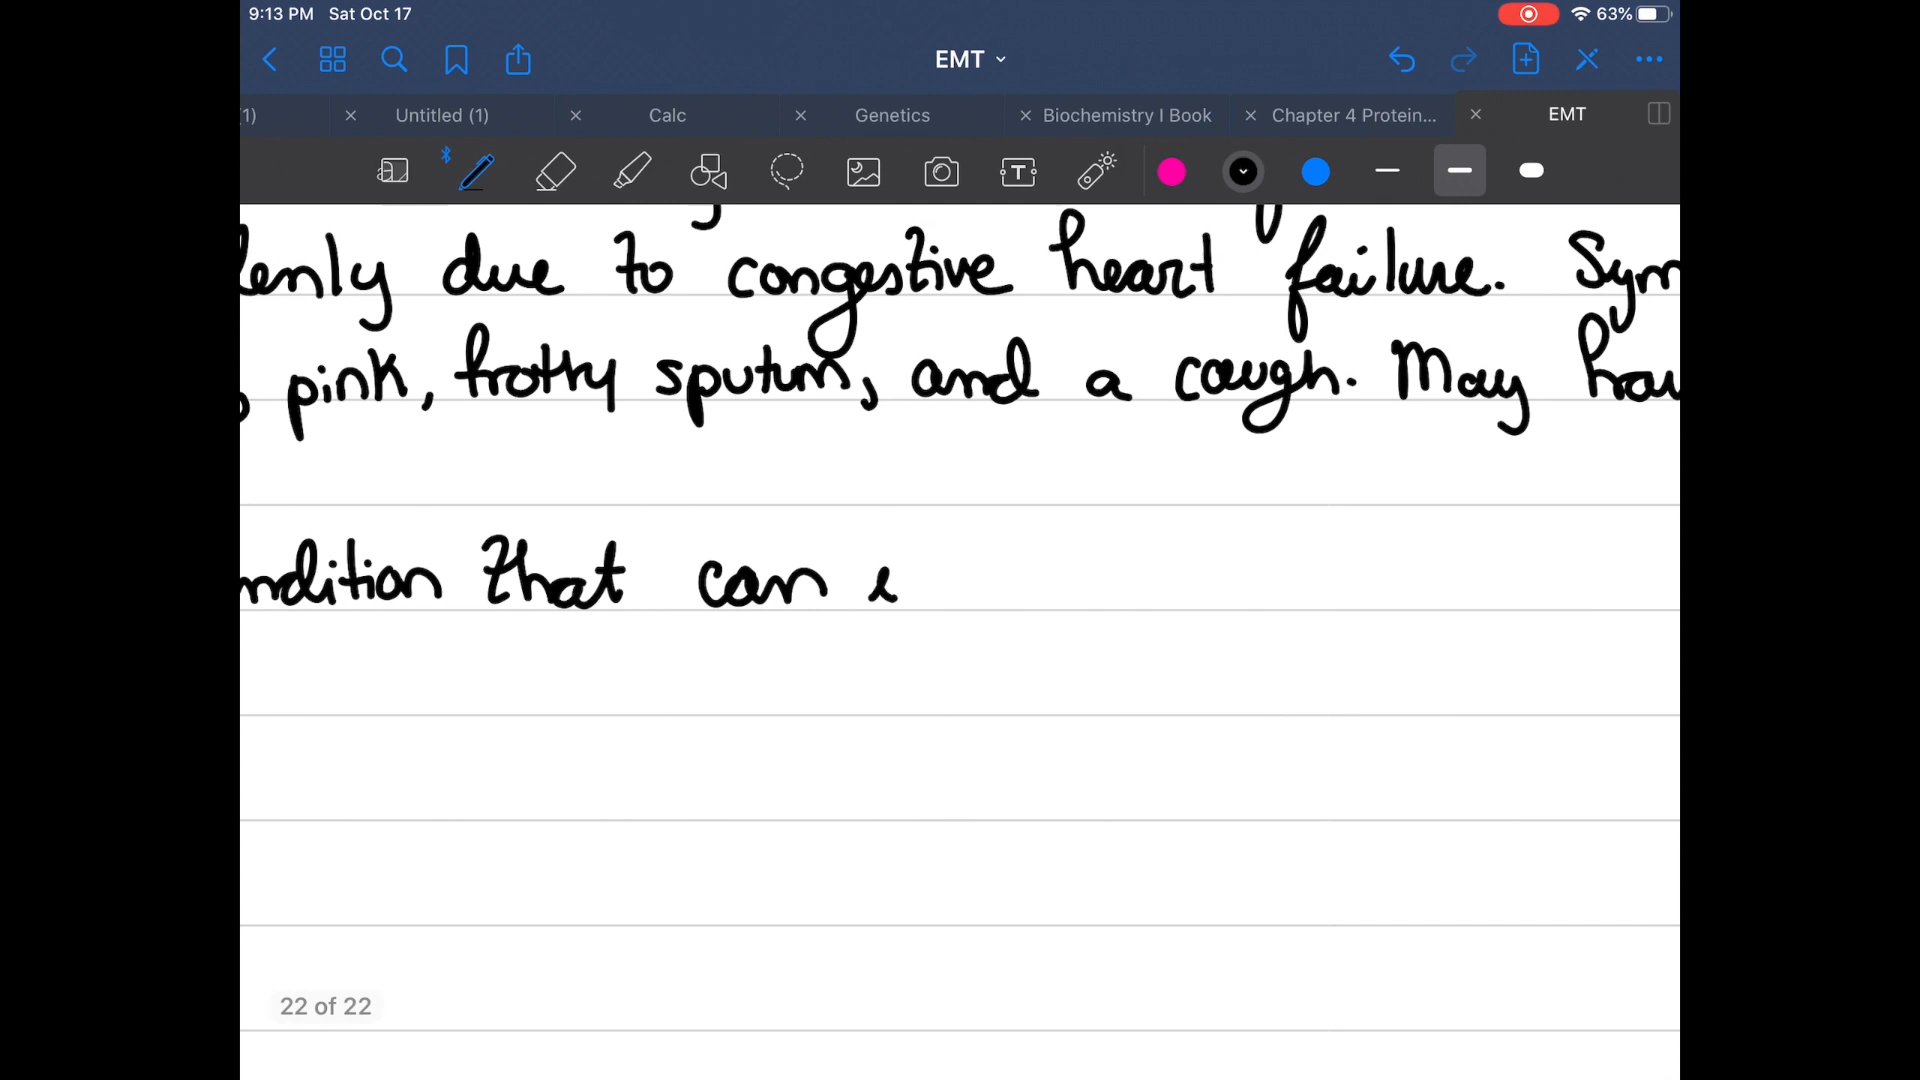 9:13 PM Sat Oct 17 63%
EMT
1) Untitled (1) Calc Genetics Biochemistry I Book Chapter 4 Protein... EMT
T
enly due to congestive heart failure. Sym
pink, frothy sputum, and a cough. May hav
ndition that can e
22 of 22